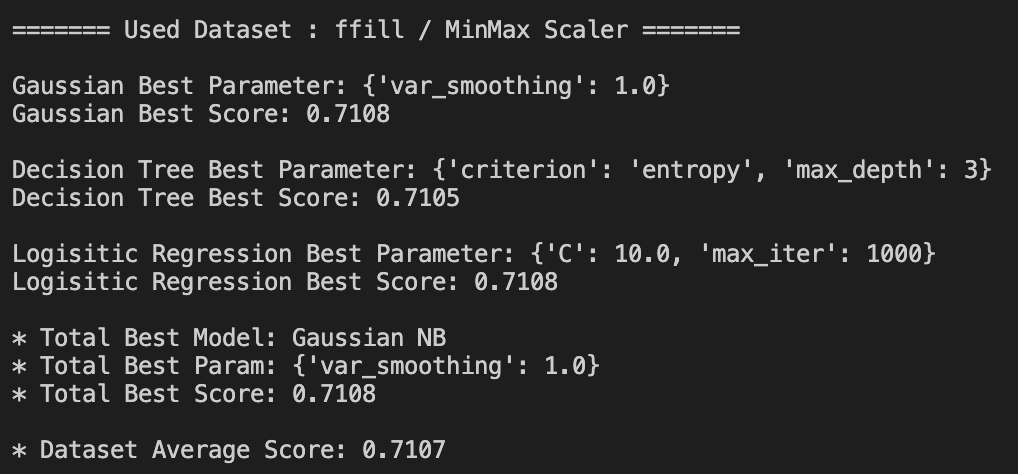 ======= Used Dataset : ffill / MinMax Scaler =======
Gaussian Best Parameter: {'var_smoothing': 1.0}
Gaussian Best Score: 0.7108
Decision Tree Best Parameter: {'criterion': 'entropy', 'max_depth': 3}
Decision Tree Best Score: 0.7105
Logisitic Regression Best Parameter: {'C': 10.0, 'max_iter': 1000}
Logisitic Regression Best Score: 0.7108
* Total Best Model: Gaussian NB
* Total Best Param: {'var_smoothing': 1.0}
* Total Best Score: 0.7108
* Dataset Average Score: 0.7107